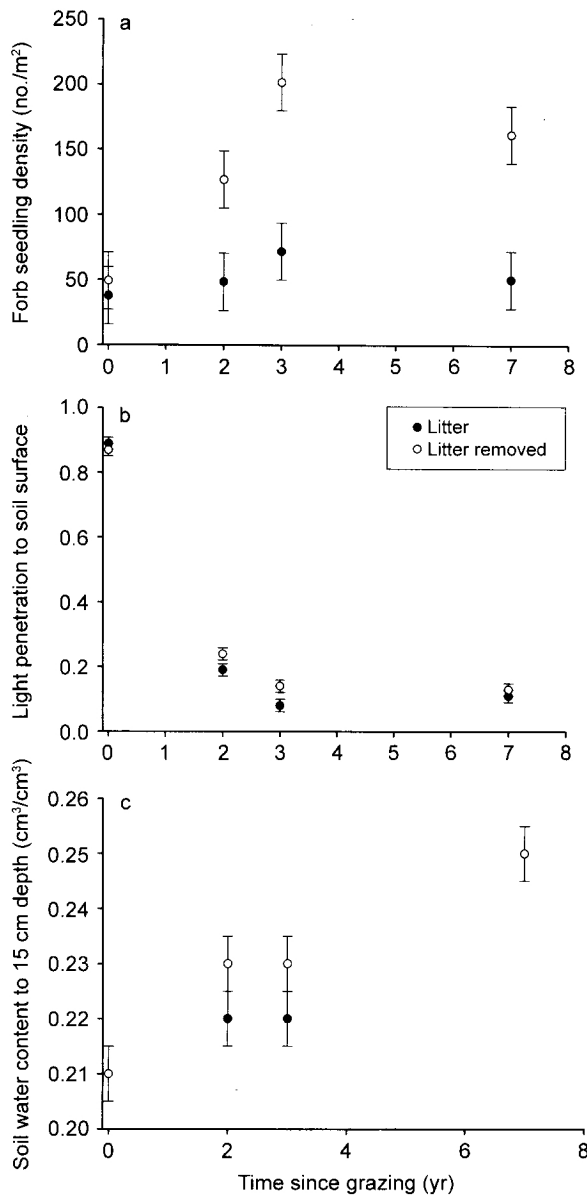 a
Forb seedling density (no./m²)
250
200
150
100
50
0
0 1 2 3 4 5 6 7 8
b
Litter
Litter removed
Light penetration to soil surface
1.0
0.8
0.6
0.4
0.2
0.0
0 1 2 3 4 5 6 7 8
c
Soil water content to 15 cm depth (cm³/cm³)
0.26
0.25
0.24
0.23
0.22
0.21
0.20
0 2 4 6 8
Time since grazing (yr)